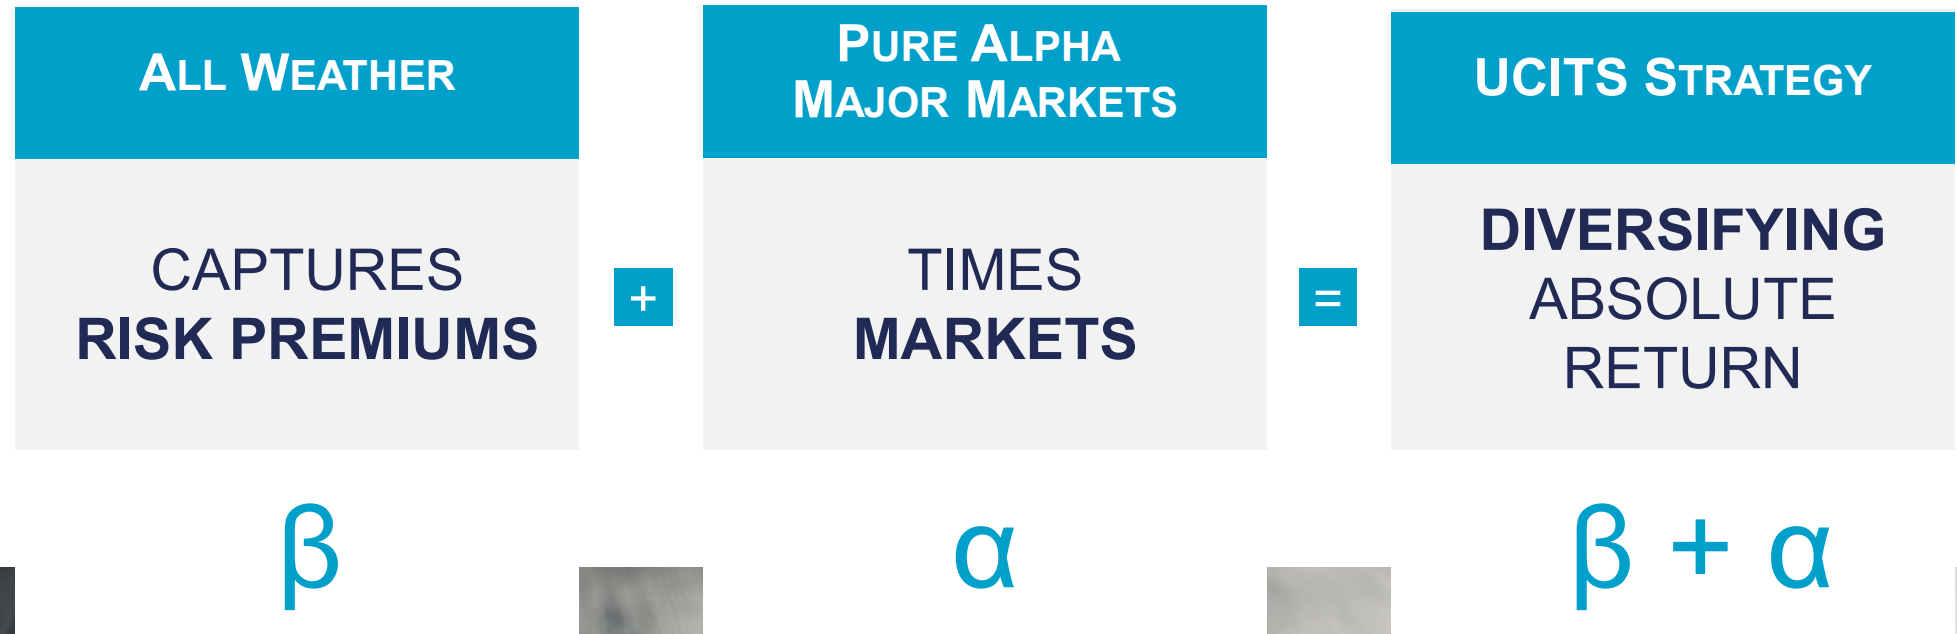 ALL WEATHER
CAPTURES
RISK PREMIUMS
β
+
PURE ALPHA
MAJOR MARKETS
TIMES
MARKETS
α
=
UCITS STRATEGY
DIVERSIFYING
ABSOLUTE
RETURN
β + α